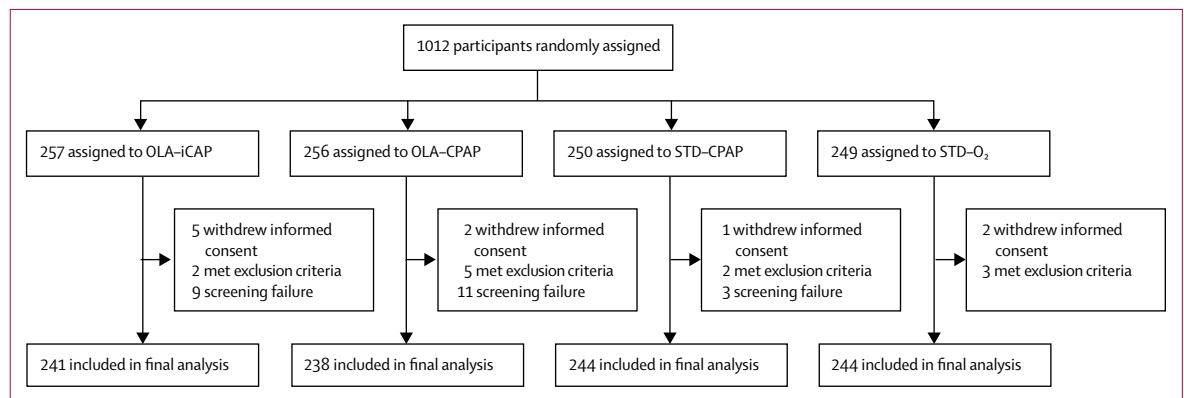 1012 participants randomly assigned
257 assigned to OLA–iCAP
256 assigned to OLA–CPAP
250 assigned to STD–CPAP
249 assigned to STD–O₂
5 withdrew informed
consent
2 met exclusion criteria
9 screening failure
2 withdrew informed
consent
5 met exclusion criteria
11 screening failure
1 withdrew informed
consent
2 met exclusion criteria
3 screening failure
2 withdrew informed
consent
3 met exclusion criteria
241 included in final analysis
238 included in final analysis
244 included in final analysis
244 included in final analysis